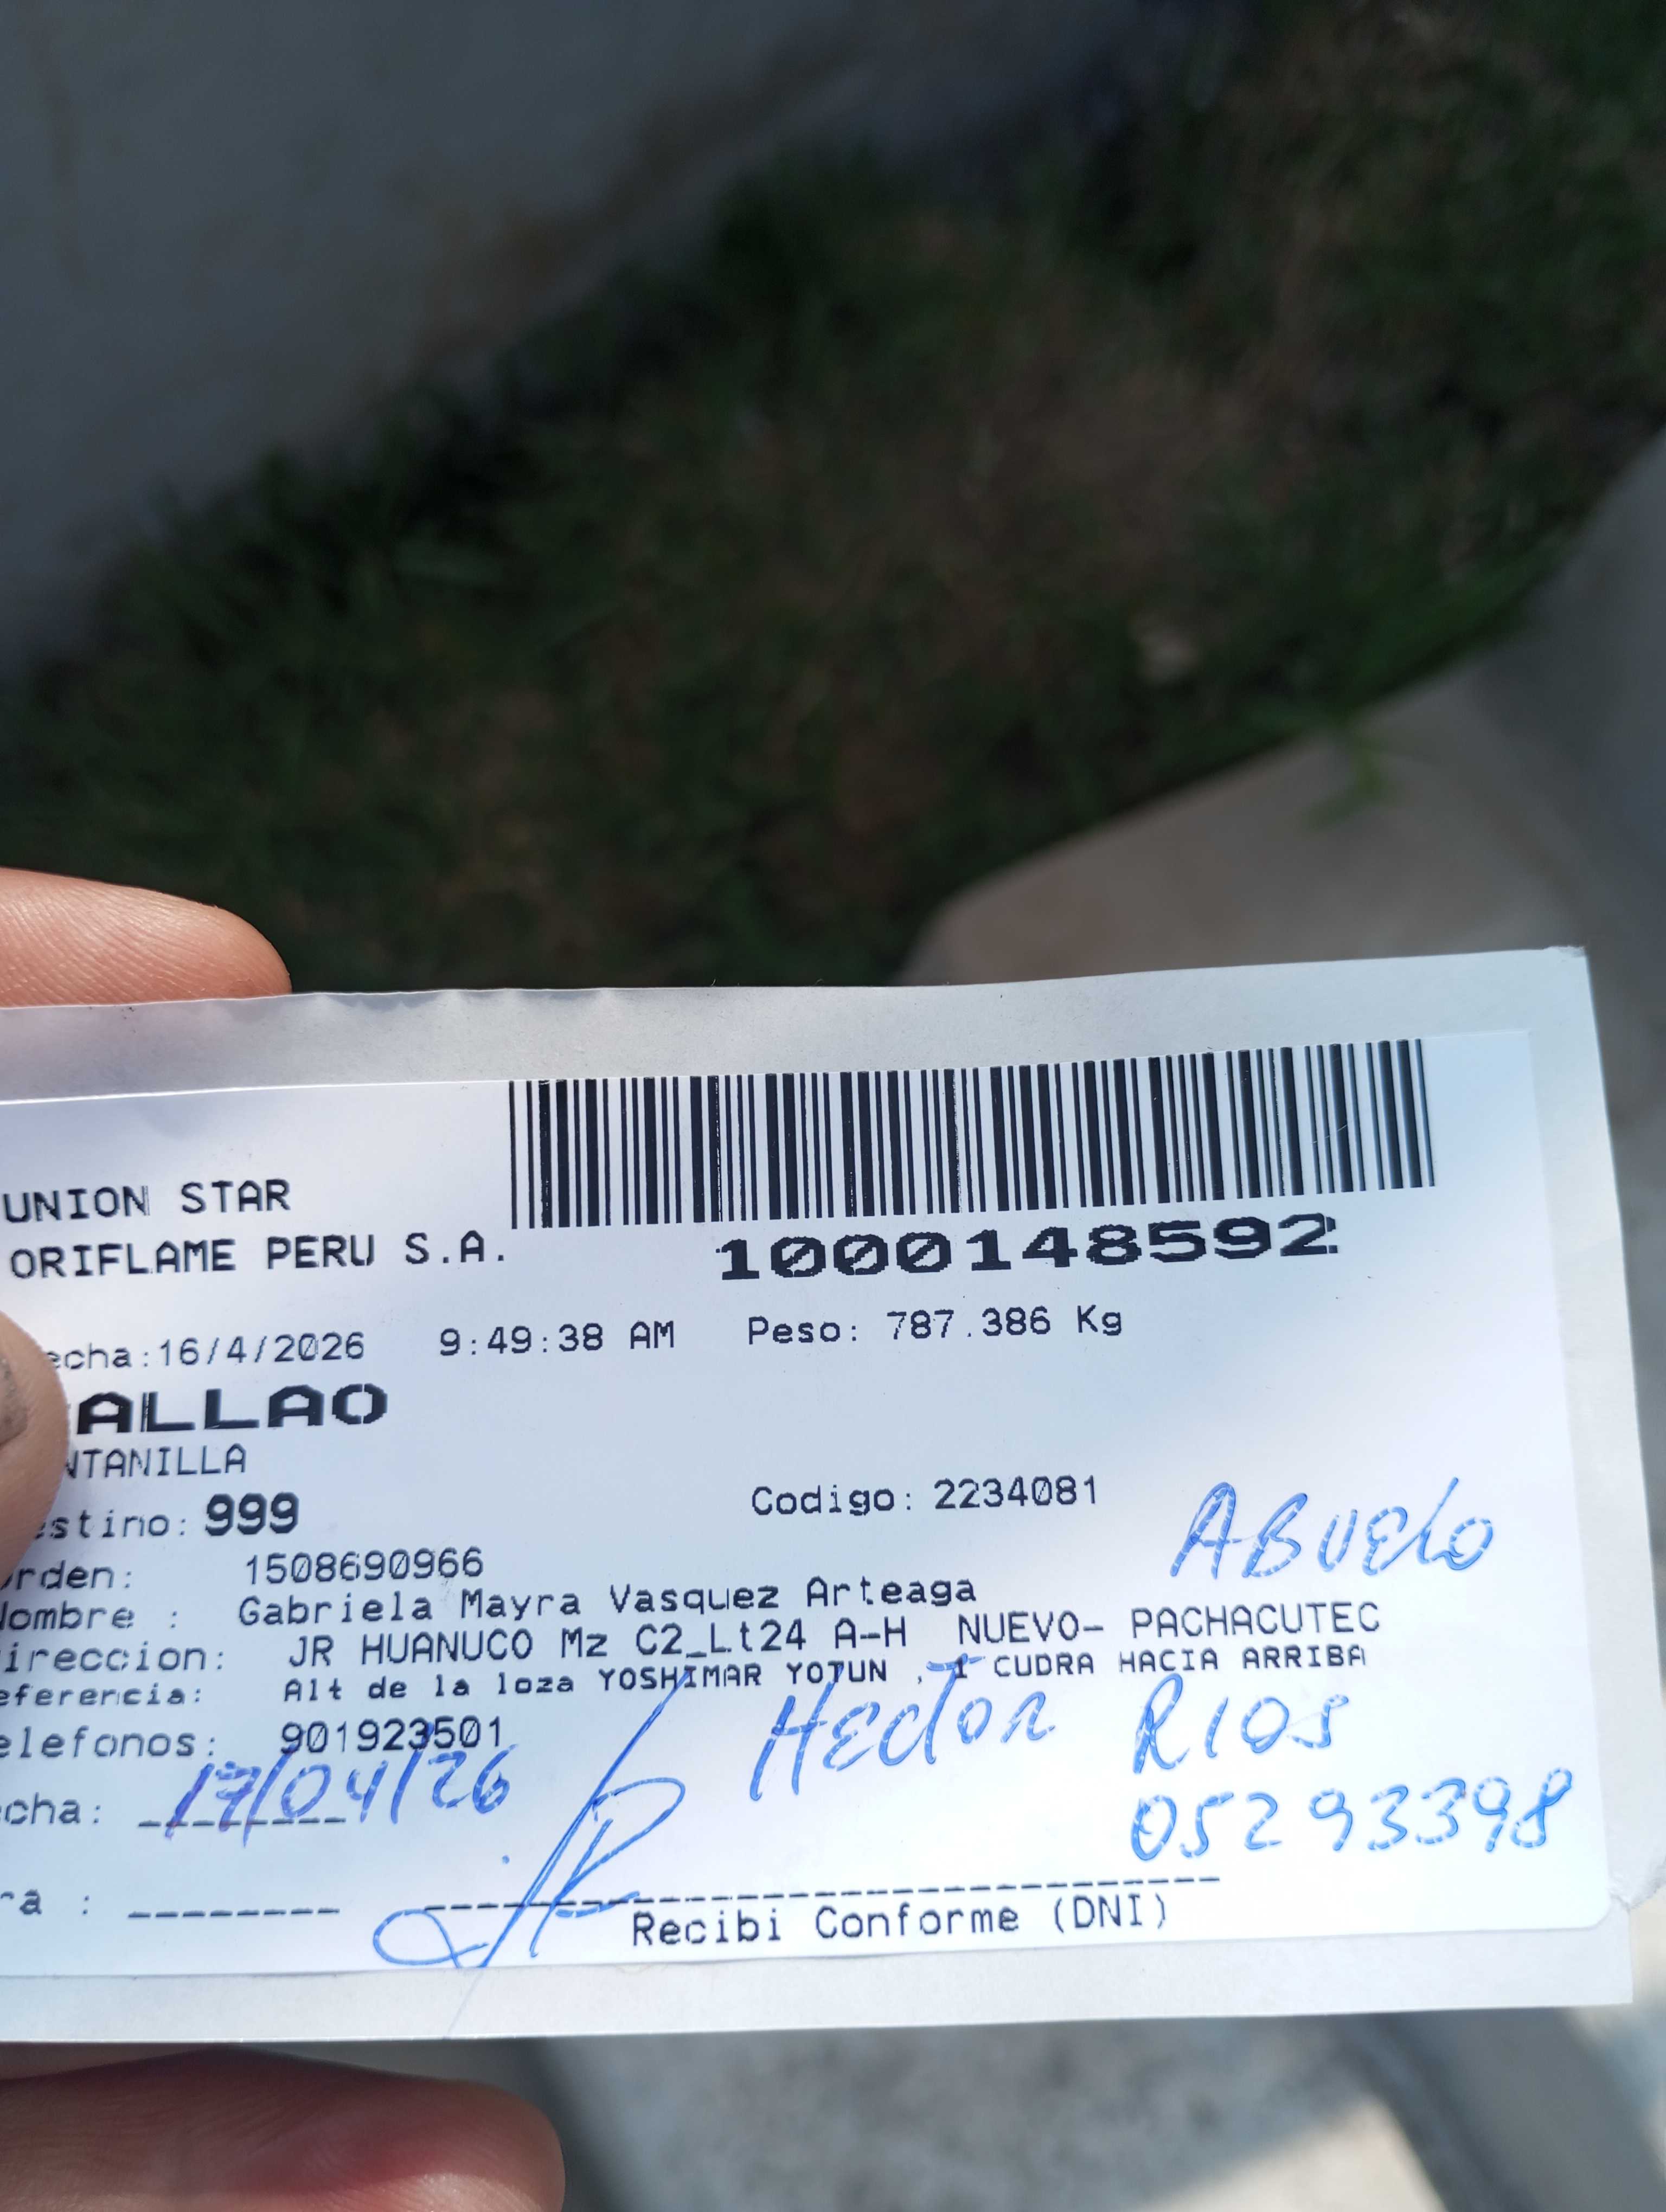 UNION STAR
ORIFLAME PERU S.A.
1000148592
echa:16/4/2026 9:49:38 AM Peso: 787.386 Kg
ALLAO
NTANILLA
estino: 999 Codigo: 2234081
ABUElo
rden: 1508690966
Nombre : Gabriela Mayra Vasquez Arteaga
ireccion: JR HUANUCO Mz C2_Lt24 A-H NUEVO- PACHACUTEC
eferencia: Alt de la loza YOSHIMAR YOTUN , 1 CUDRA HACIA ARRIBA
elefonos: 901923501
HEctor RIOS
cha: 17/04/26
05293398
ra :
Recibi Conforme (DNI)